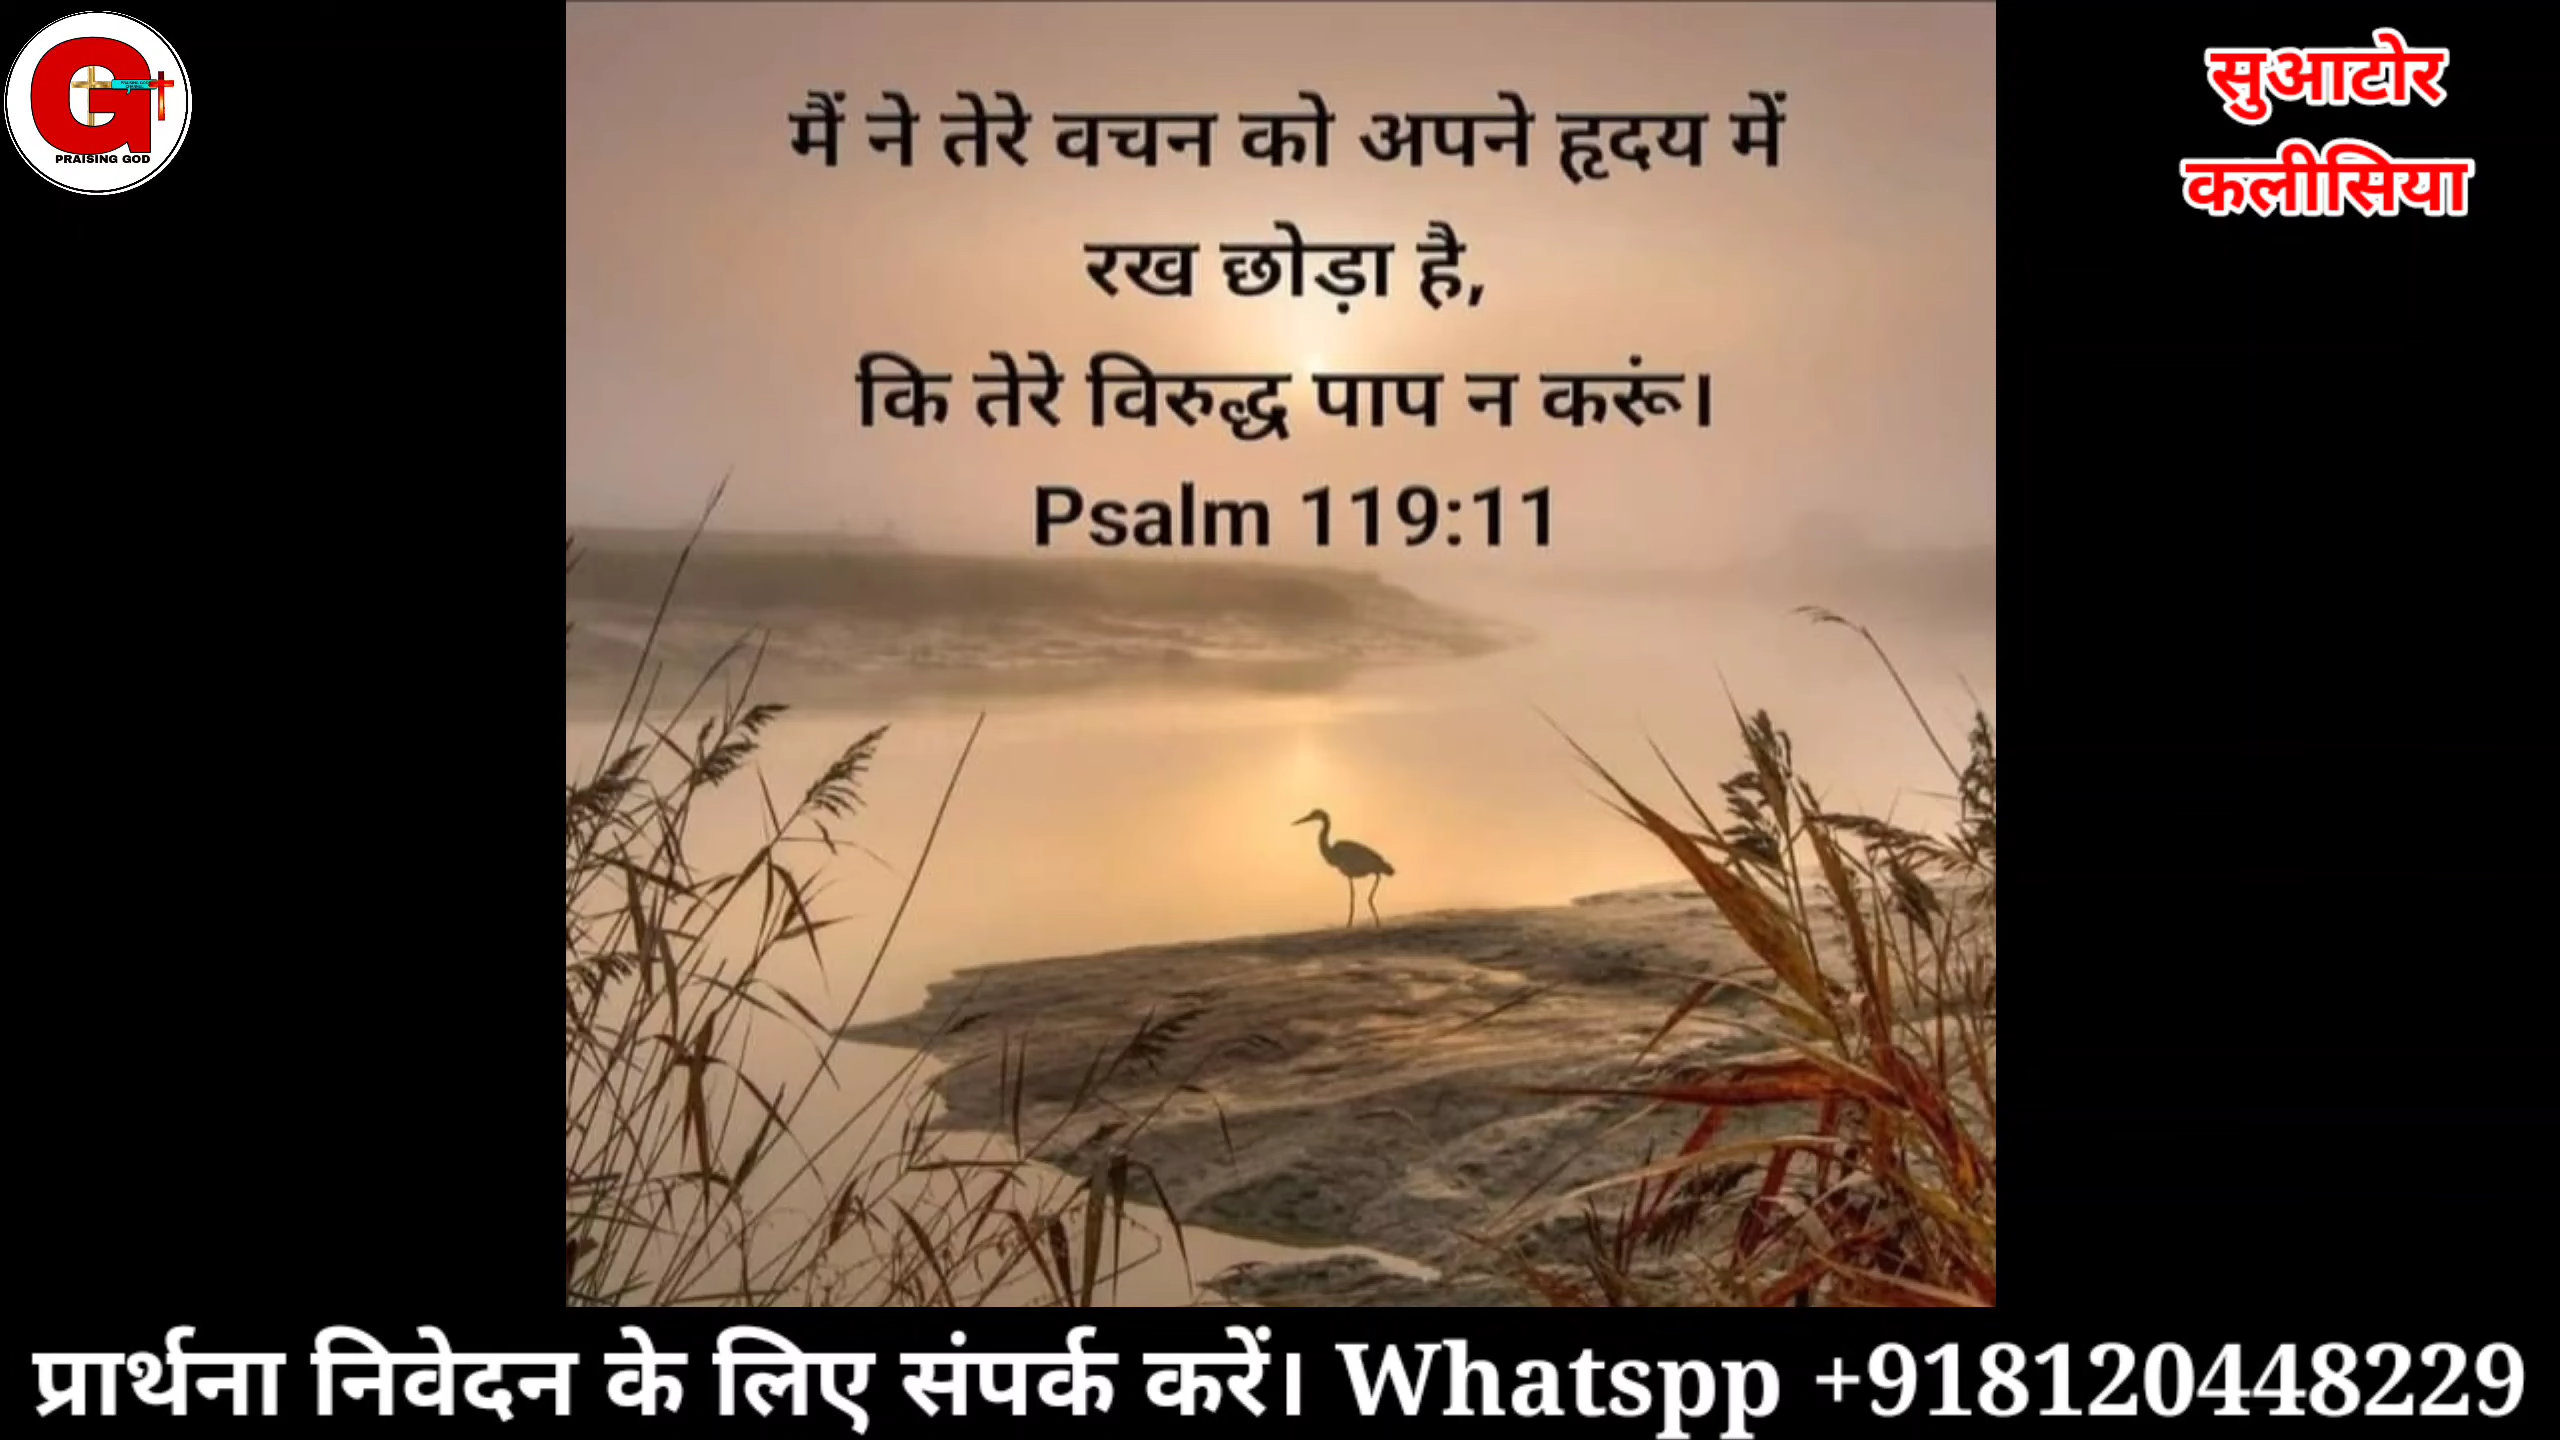 PRAISING GOD
सुआटोर
कलीसिया
मैं ने तेरे वचन को अपने हृदय में
रख छोड़ा है,
कि तेरे विरुद्ध पाप न करूं।
Psalm 119:11
प्रार्थना निवेदन के लिए संपर्क करें। Whatspp +918120448229